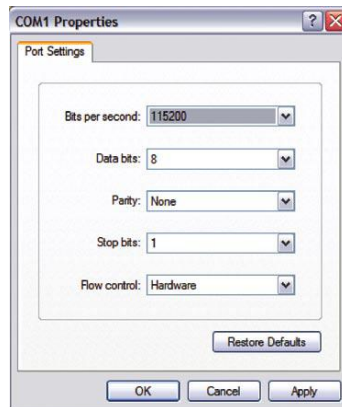 COM1 Properties
Port Settings
Bits per second: 115200
Data bits: 8
Parity: None
Stop bits: 1
Flow control: Hardware
Restore Defaults
OK Cancel Apply